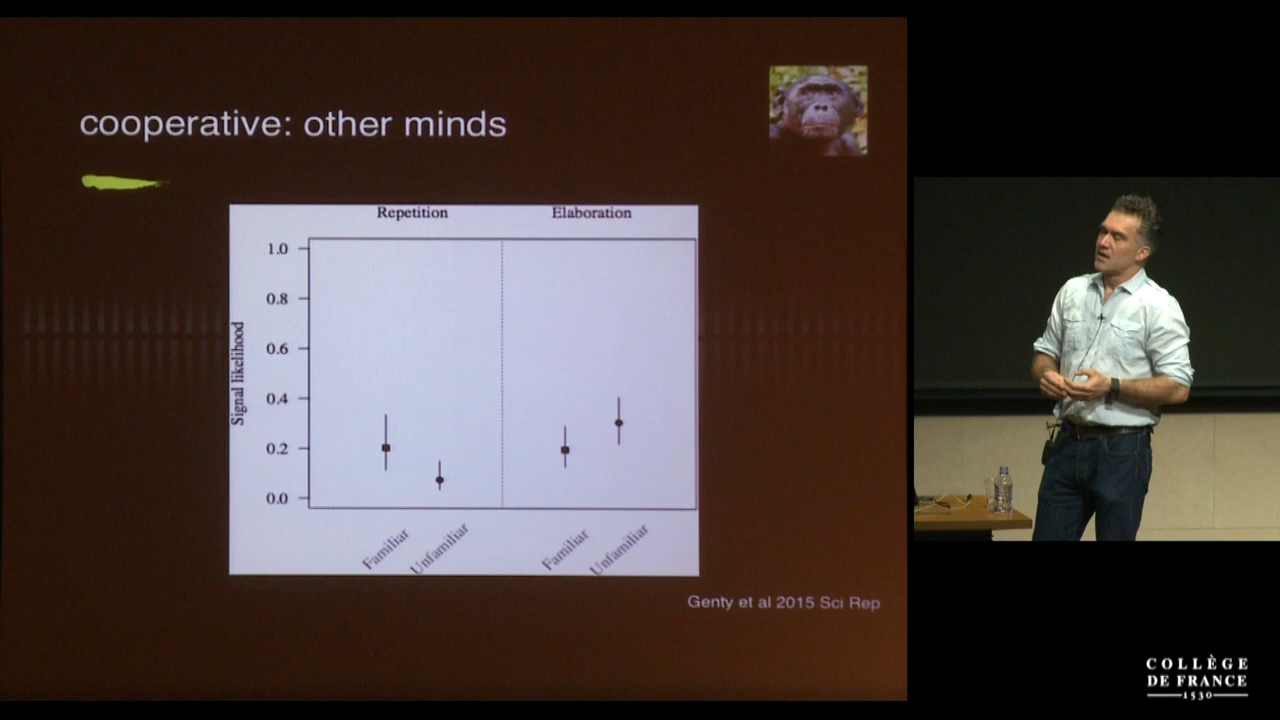 cooperative: other minds
Repetition
Elaboration
Signal likelihood
1.0
0.8
0.6
0.4
0.2
0.0
Familiar
Unfamiliar
Familiar
Unfamiliar
Genty et al 2015 Sci Rep
COLLÈGE
DE FRANCE
1530